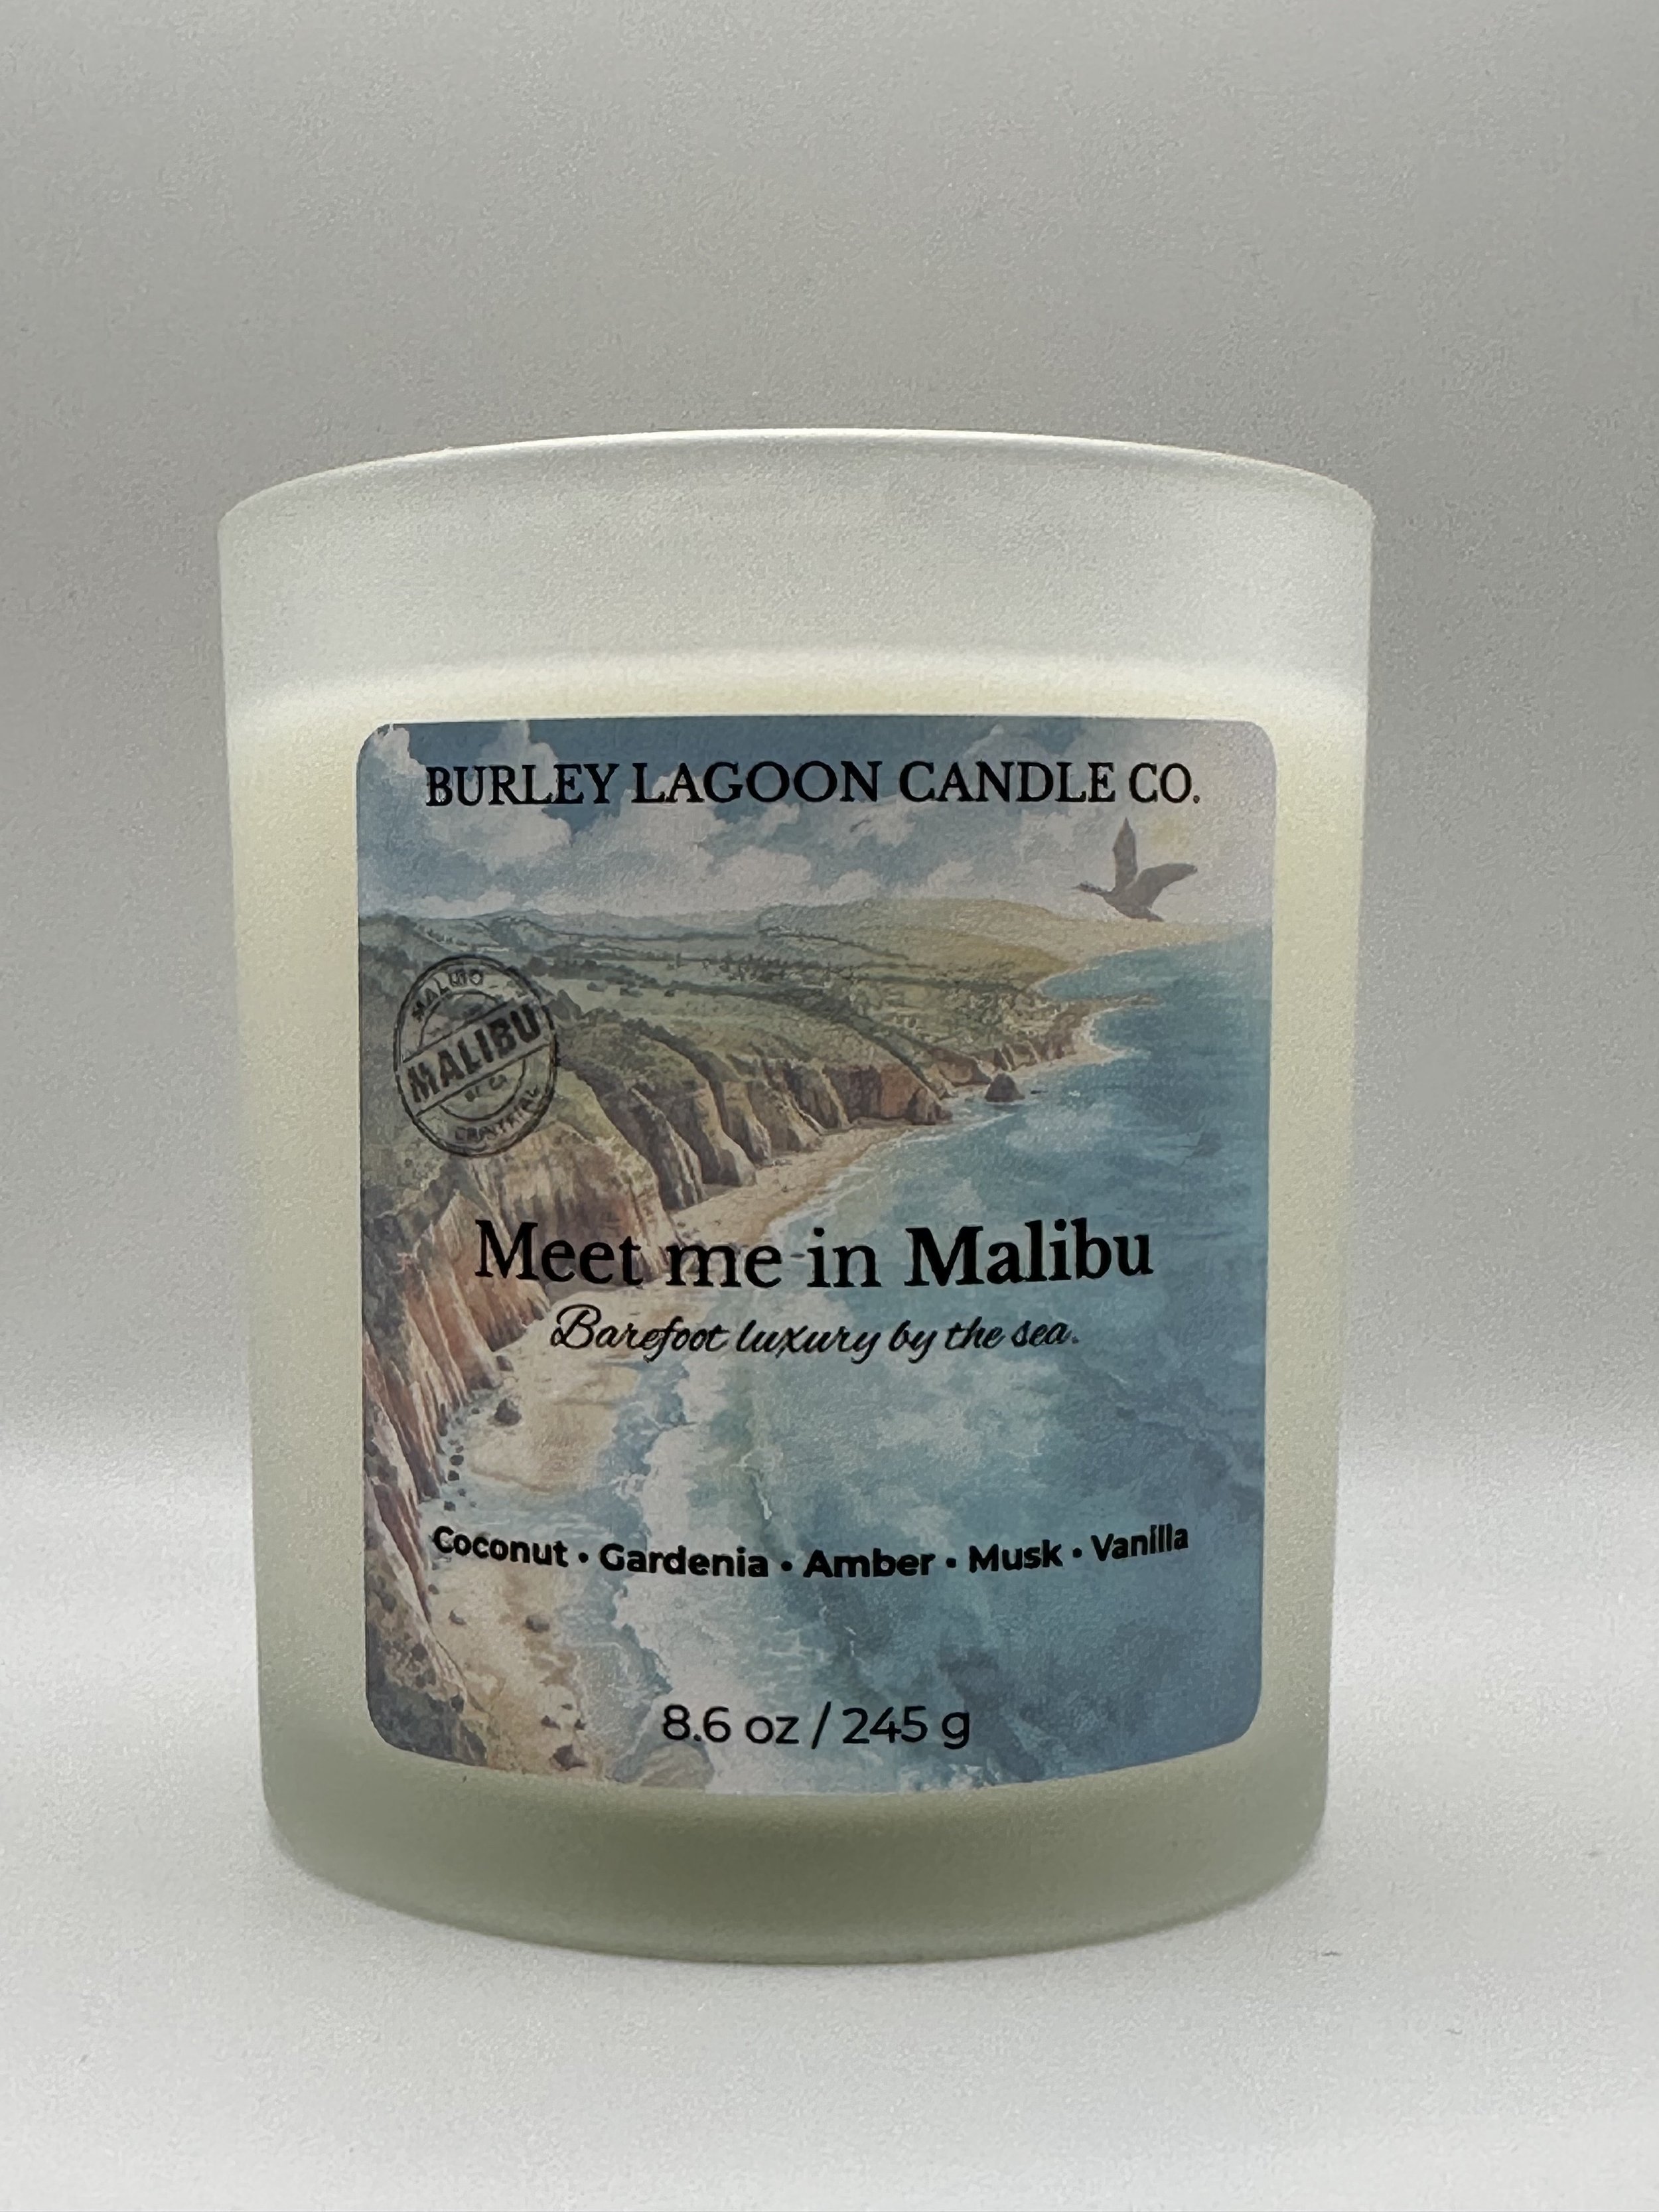 BURLEY LAGOON CANDLE CO.
MALIBU
Meet me in Malibu
Barefoot luxury by the sea.
Coconut • Gardenia • Amber • Musk • Vanilla
8.6 oz / 245 g